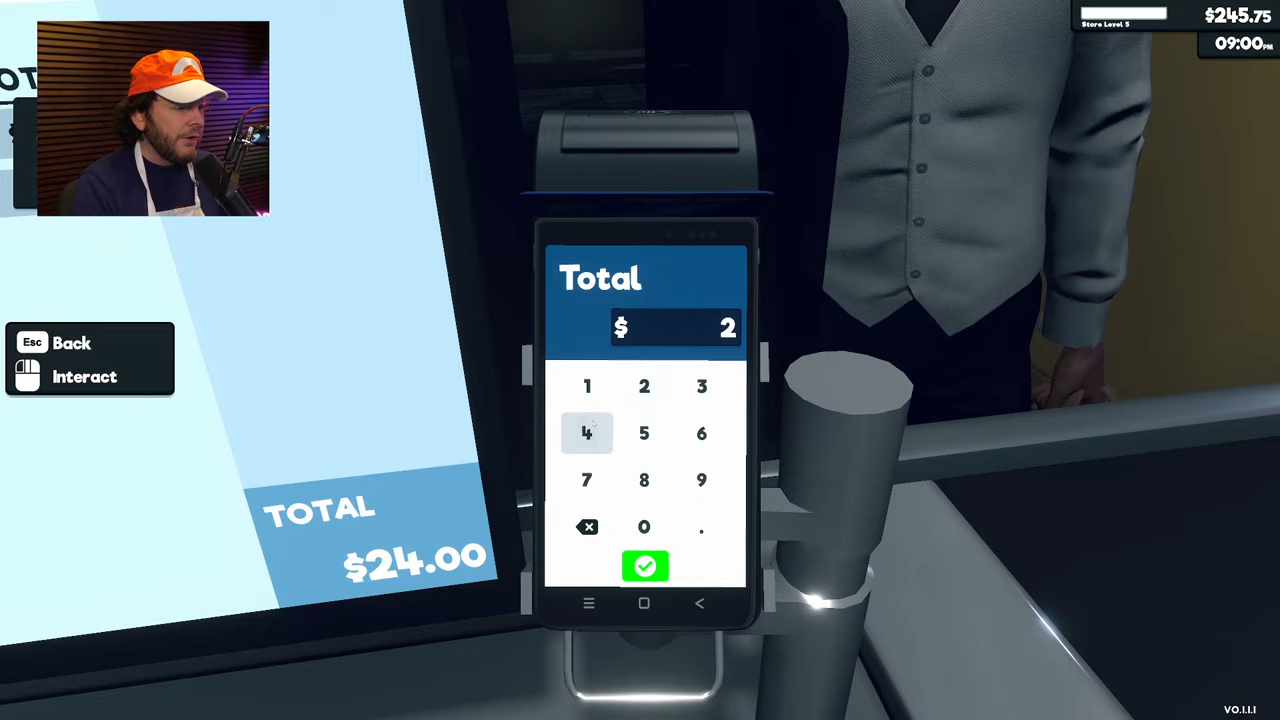 $245.75
Store Level 5
09:00PM
Total
$ 2
1 2 3
4 5 6
7 8 9
0 .
Esc Back
Interact
TOTAL
$24.00
V0.1.1.1